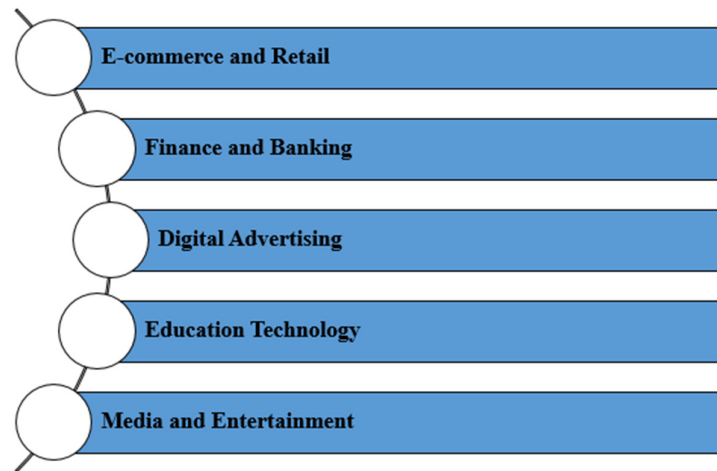 E-commerce and Retail
Finance and Banking
Digital Advertising
Education Technology
Media and Entertainment